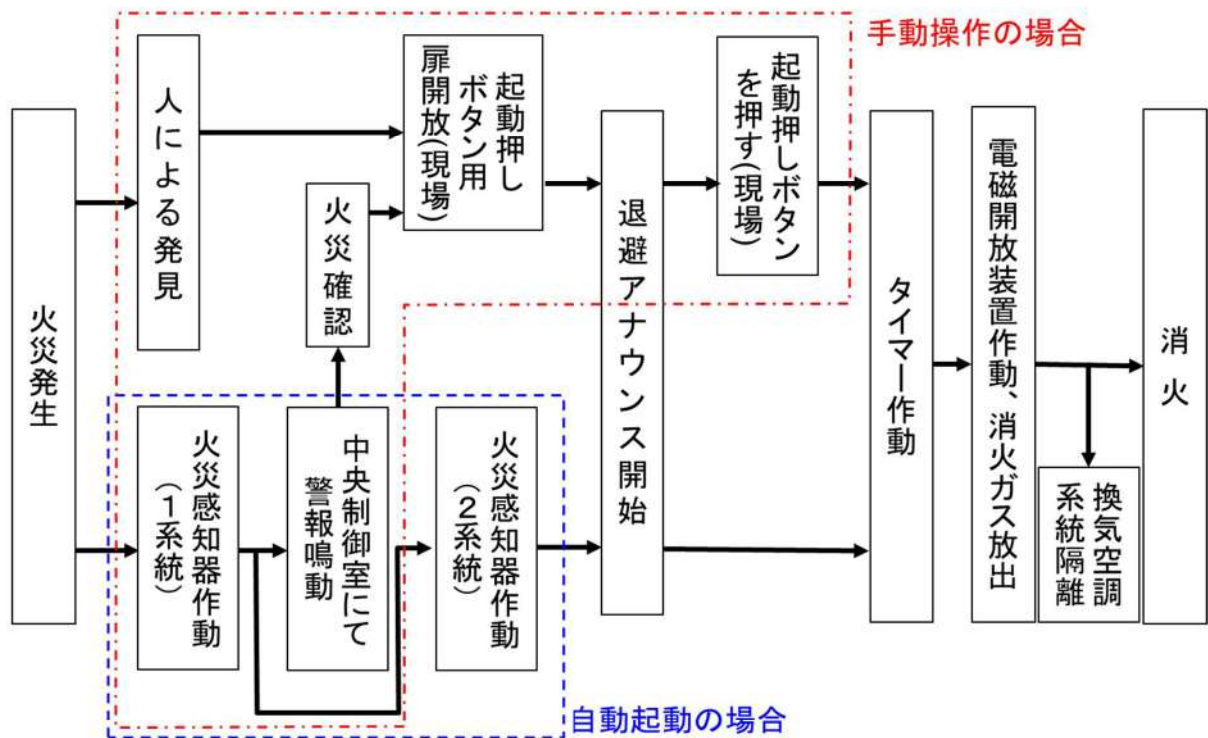 手動操作の場合
火災発生
人による発見
火災確認
起動押し
ボタン用
扉開放(現場)
退避アナウンス開始
起動押しボタン
を押す(現場)
タイマー作動
電磁開放装置作動、消火ガス放出
換気空調
系統隔離
消火
火災感知器作動
(1系統)
中央制御室にて
警報鳴動
火災感知器作動
(2系統)
自動起動の場合